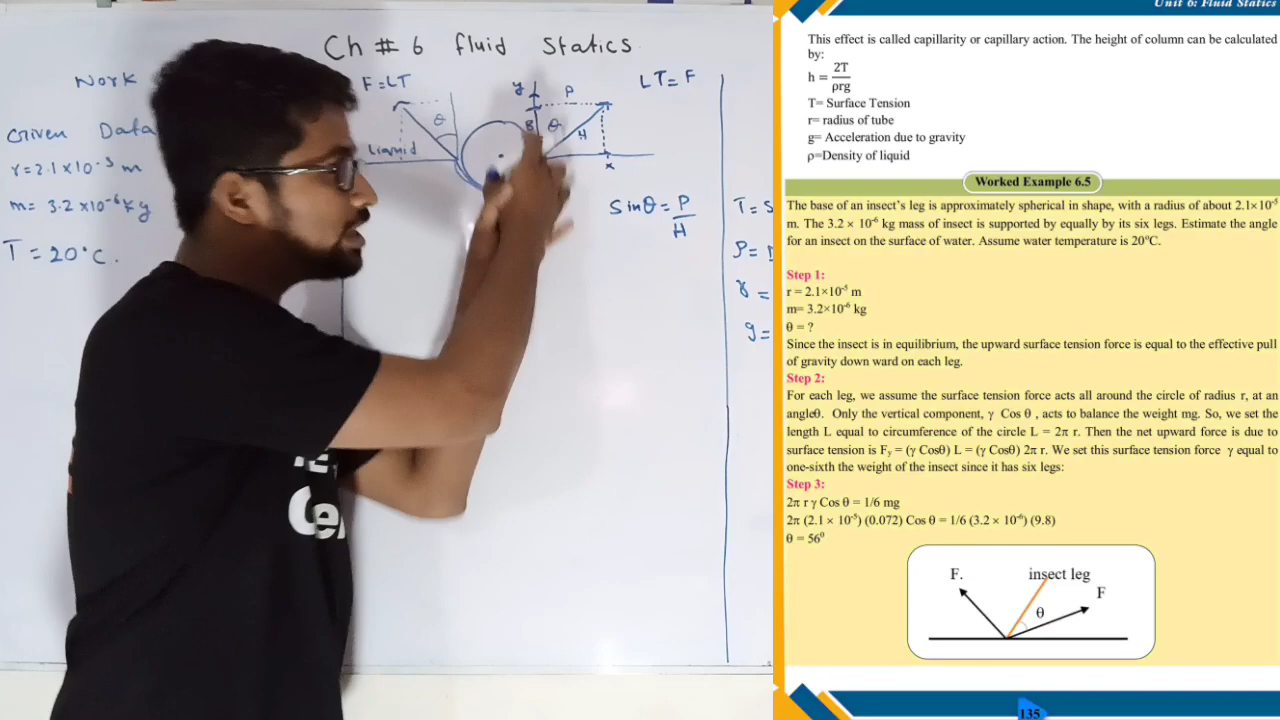 Ch # 6 fluid statics
Work
Given Data
r=2.1×10⁻⁵ m
m= 3.2×10⁻⁶ Kg
T = 20°C.
F=LT
θ
Liquid
y
P
LT=F
B
θ
H
x
Sinθ = P
H
T=S
ρ=
γ =
g=
Unit 6: Fluid Statics
This effect is called capillarity or capillary action. The height of column can be calculated
by:
h = 2T
ρrg
T= Surface Tension
r= radius of tube
g= Acceleration due to gravity
ρ=Density of liquid
Worked Example 6.5
The base of an insect's leg is approximately spherical in shape, with a radius of about 2.1×10⁻⁵
m. The 3.2 × 10⁻⁶ kg mass of insect is supported by equally by its six legs. Estimate the angle
for an insect on the surface of water. Assume water temperature is 20°C.
Step 1:
r = 2.1×10⁻⁵ m
m= 3.2×10⁻⁶ kg
θ = ?
Since the insect is in equilibrium, the upward surface tension force is equal to the effective pull
of gravity down ward on each leg.
Step 2:
For each leg, we assume the surface tension force acts all around the circle of radius r, at an
angleθ. Only the vertical component, γ Cos θ , acts to balance the weight mg. So, we set the
length L equal to circumference of the circle L = 2π r. Then the net upward force is due to
surface tension is Fᵧ = (γ Cosθ) L = (γ Cosθ) 2π r. We set this surface tension force γ equal to
one-sixth the weight of the insect since it has six legs:
Step 3:
2π r γ Cos θ = 1/6 mg
2π (2.1 × 10⁻⁵) (0.072) Cos θ = 1/6 (3.2 × 10⁻⁶) (9.8)
θ = 56⁰
F.
insect leg
F
θ
135